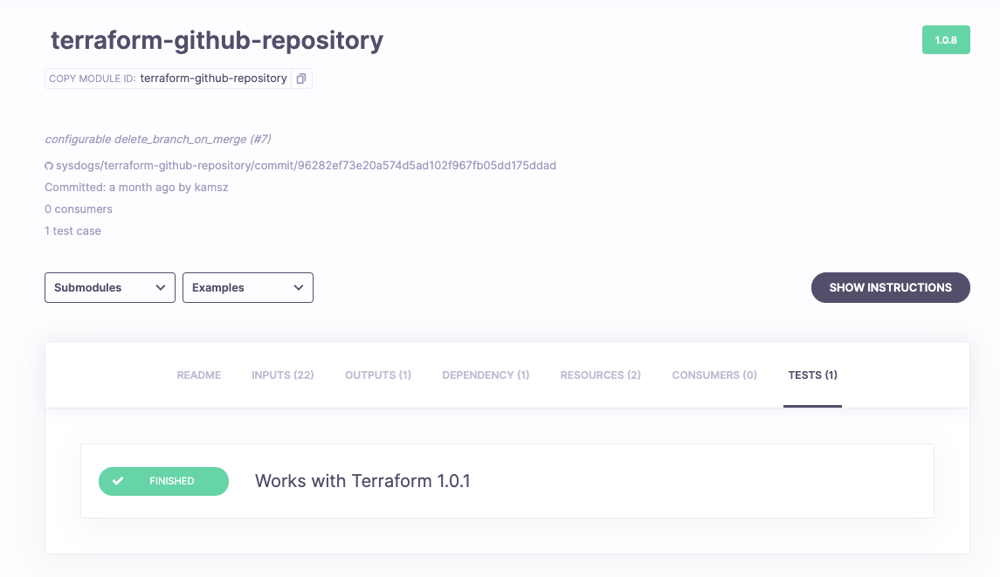 terraform-github-repository
1.0.8
COPY MODULE ID: terraform-github-repository
configurable delete_branch_on_merge (#7)
sysdogs/terraform-github-repository/commit/96282ef73e20a574d5ad102f967fb05dd175ddad
Committed: a month ago by kamsz
0 consumers
1 test case
Submodules Examples SHOW INSTRUCTIONS
README INPUTS (22) OUTPUTS (1) DEPENDENCY (1) RESOURCES (2) CONSUMERS (0) TESTS (1)
FINISHED Works with Terraform 1.0.1